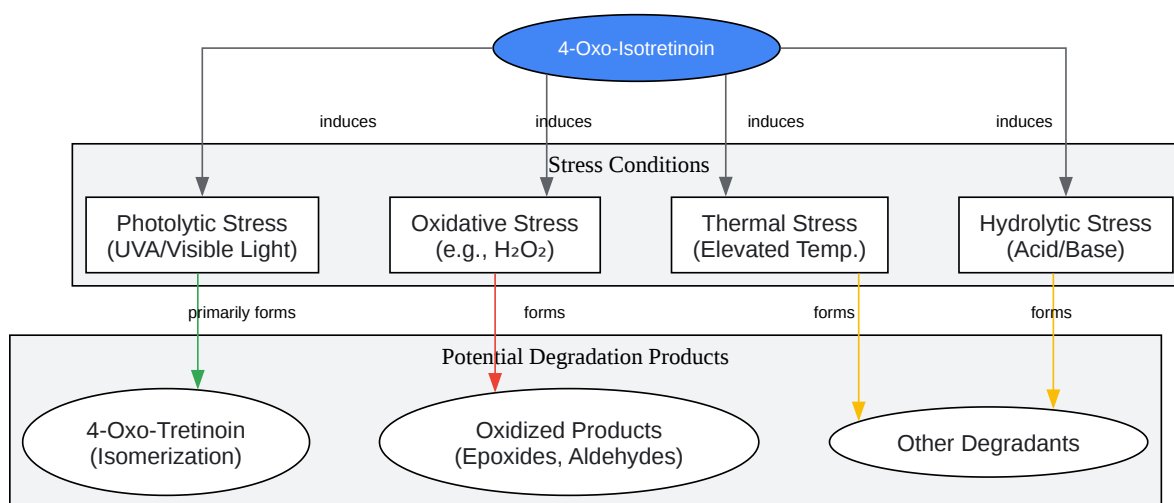 4-Oxo-Isotretinoin
induces
induces
induces
induces
Stress Conditions
Photolytic Stress
(UVA/Visible Light)
Oxidative Stress
(e.g., H₂O₂)
Thermal Stress
(Elevated Temp.)
Hydrolytic Stress
(Acid/Base)
primarily forms
forms
forms
forms
Potential Degradation Products
4-Oxo-Tretinoin
(Isomerization)
Oxidized Products
(Epoxides, Aldehydes)
Other Degradants